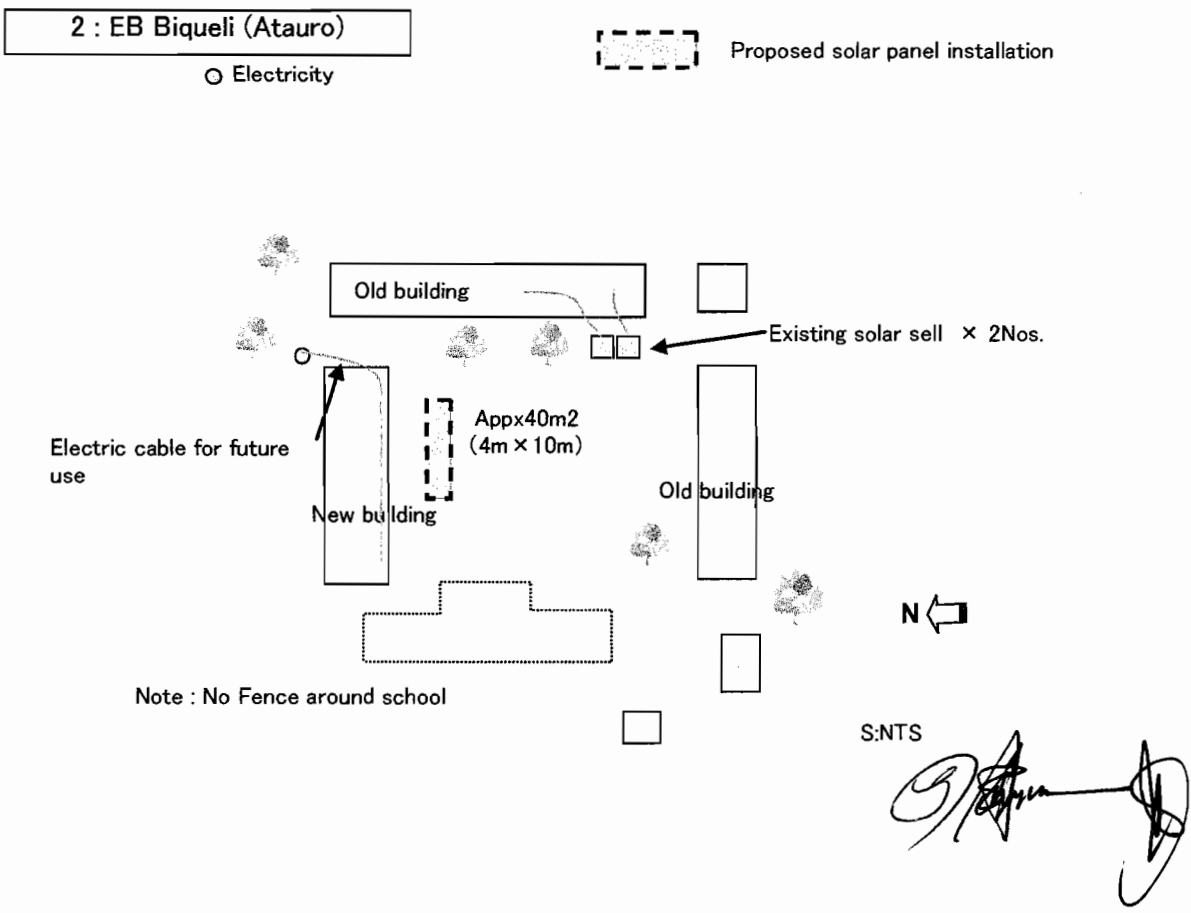 2 : EB Biqueli (Atauro)
Electricity
Proposed solar panel installation
Old building
Existing solar sell × 2Nos.
Appx40m2
(4m×10m)
Electric cable for future
use
New building
Old building
N
Note : No Fence around school
S:NTS